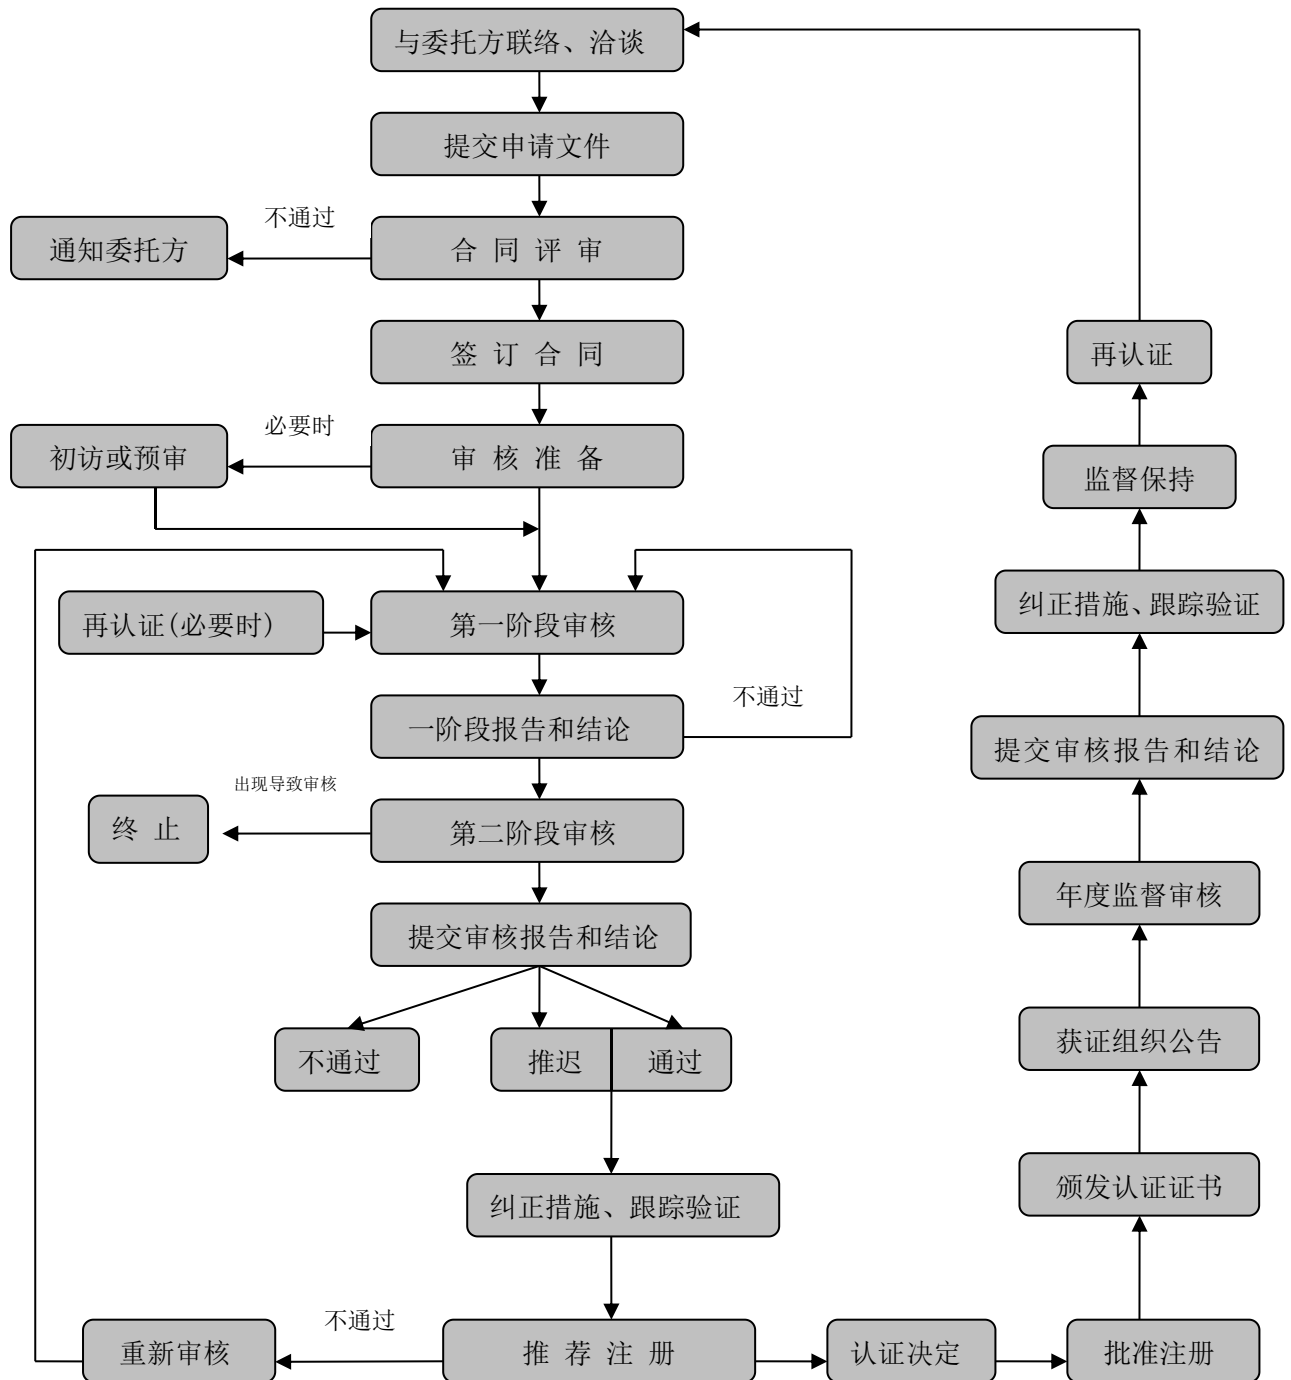 与委托方联络、洽谈
提交申请文件
不通过
通知委托方
合 同 评 审
签 订 合 同
再认证
必要时
初访或预审
审 核 准 备
监督保持
再认证(必要时)
第一阶段审核
纠正措施、跟踪验证
不通过
一阶段报告和结论
提交审核报告和结论
出现导致审核
终 止
第二阶段审核
年度监督审核
提交审核报告和结论
不通过
推迟
通过
获证组织公告
纠正措施、跟踪验证
颁发认证证书
不通过
重新审核
推 荐 注 册
认证决定
批准注册